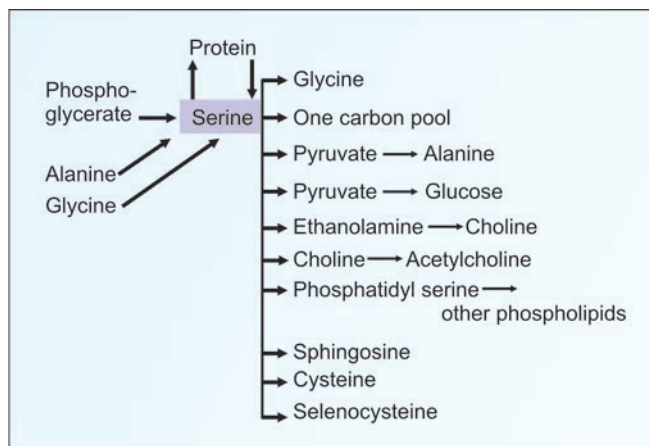 Protein
Phospho-
glycerate
Serine
Alanine
Glycine
Glycine
One carbon pool
Pyruvate Alanine
Pyruvate Glucose
Ethanolamine Choline
Choline Acetylcholine
Phosphatidyl serine
other phospholipids
Sphingosine
Cysteine
Selenocysteine